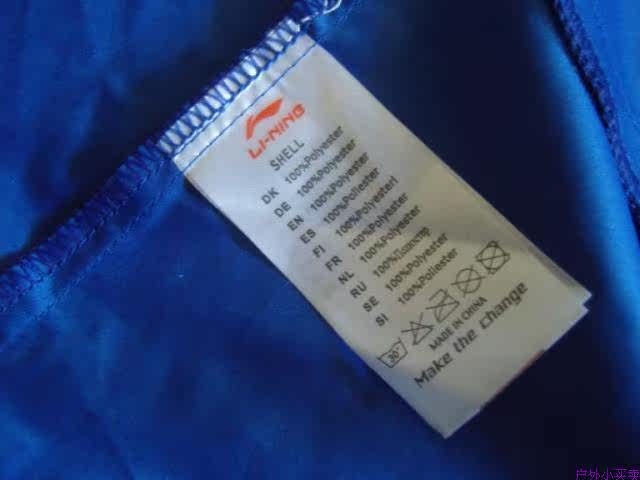 LI-NING
SHELL
DK 100%Polyester
DE 100%Polyester
EN 100%Polyester
ES 100%Poliester
FI 100%Polyesteri
FR 100%Polyester
NL 100%Polyester
RU 100%Полиэстер
SE 100%Polyester
SI 100%Poliester
30°
MADE IN CHINA
Make the change
户外小买卖